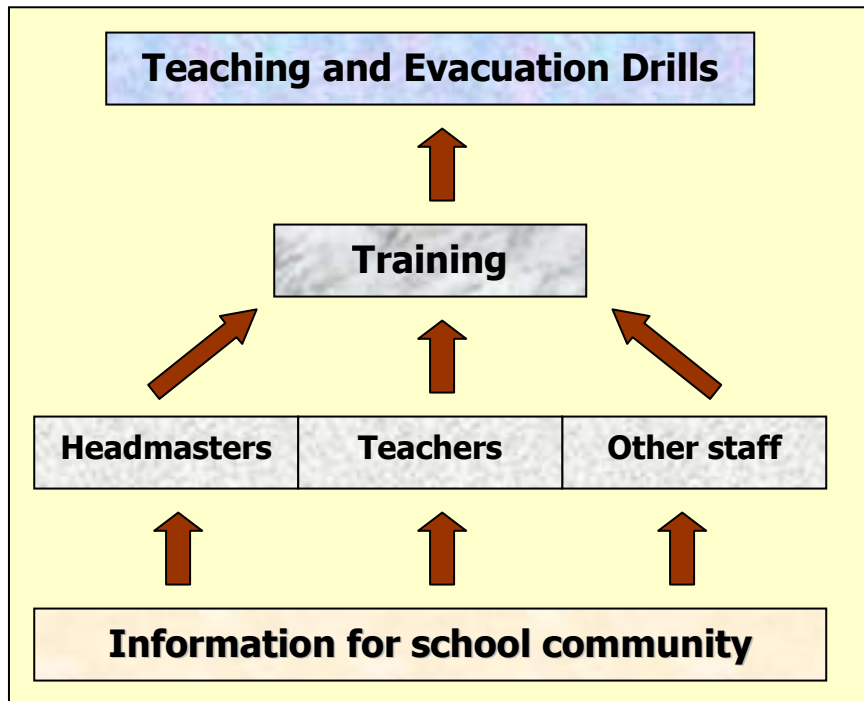 Teaching and Evacuation Drills
Training
Headmasters
Teachers
Other staff
Information for school community